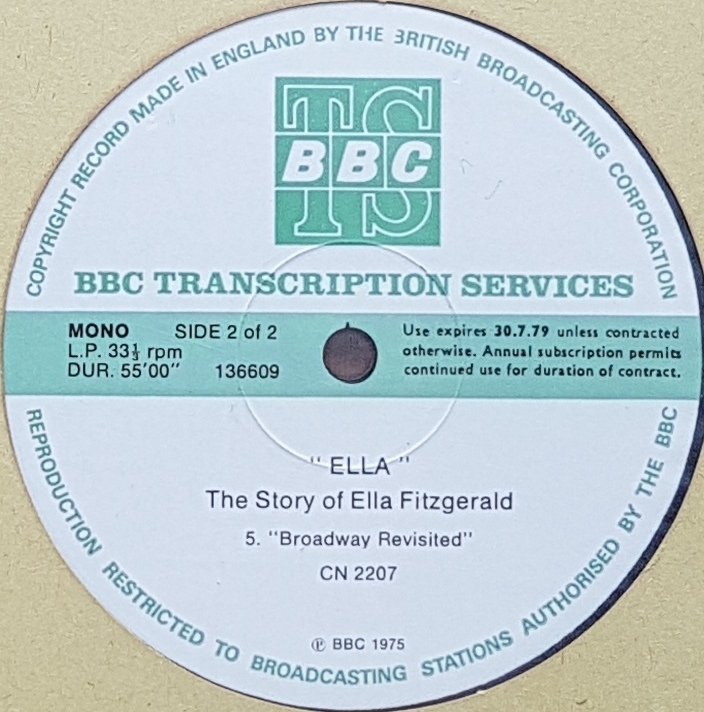 COPYRIGHT RECORD MADE IN ENGLAND BY THE BRITISH BROADCASTING CORPORATION
TS
BBC
BBC TRANSCRIPTION SERVICES
MONO SIDE 2 of 2
L.P. 33⅓ rpm
DUR. 55'00" 136609
Use expires 30.7.79 unless contracted
otherwise. Annual subscription permits
continued use for duration of contract.
" ELLA "
The Story of Ella Fitzgerald
5. "Broadway Revisited"
CN 2207
℗ BBC 1975
REPRODUCTION RESTRICTED TO BROADCASTING STATIONS AUTHORISED BY THE BBC